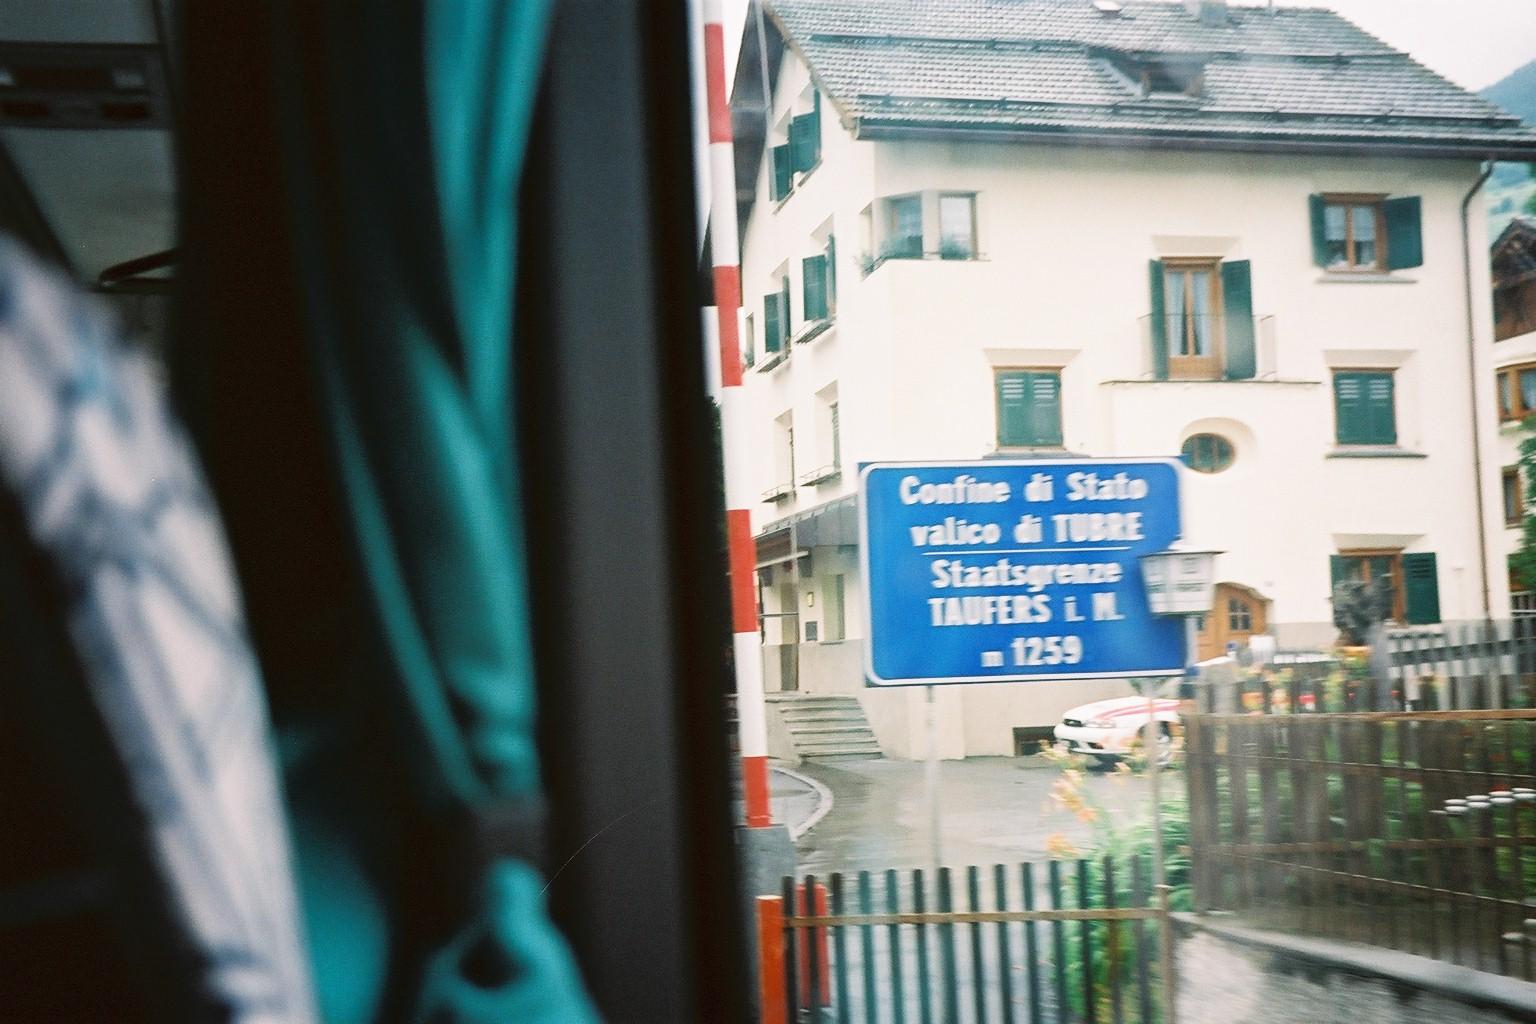 Confine di Stato
valico di TUBRE
Staatsgrenze
TAUFERS i. M.
m 1259